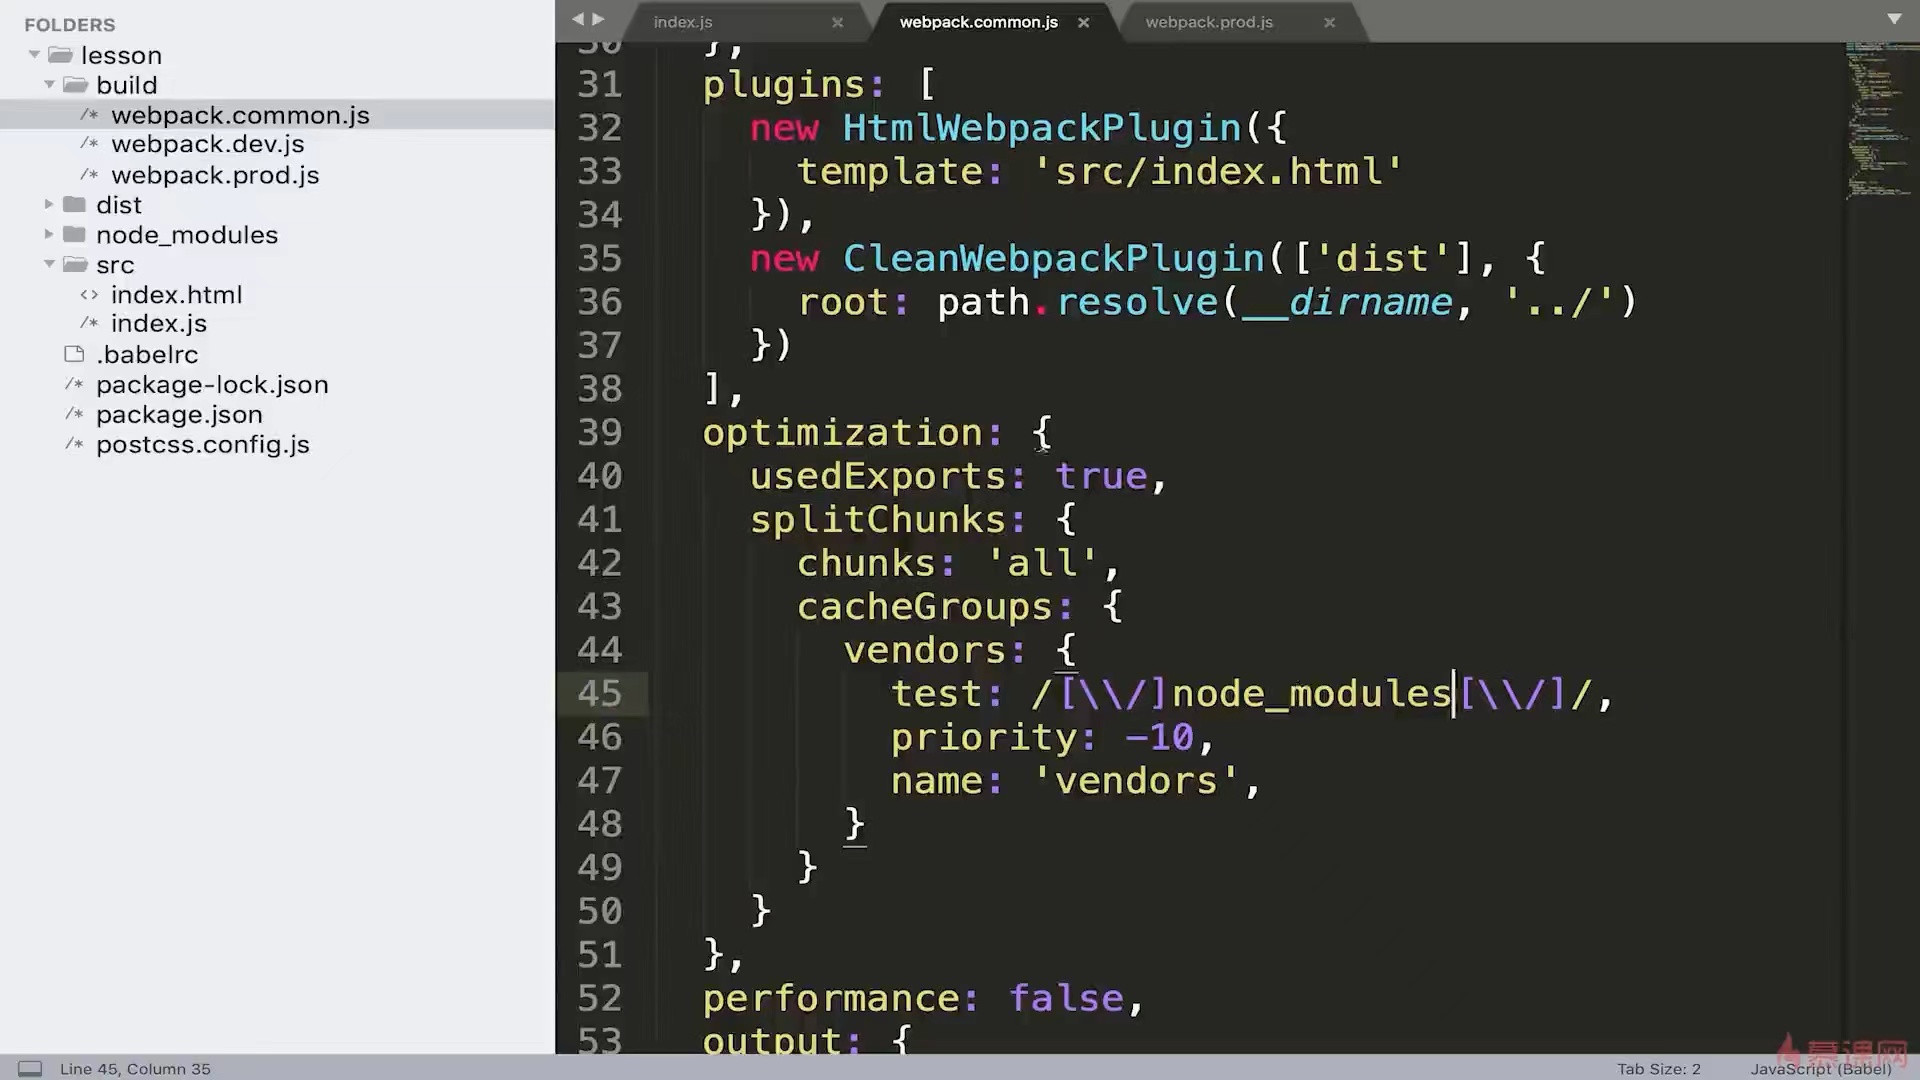 FOLDERS
lesson
build
/* webpack.common.js
/* webpack.dev.js
/* webpack.prod.js
dist
node_modules
src
<> index.html
/* index.js
.babelrc
/* package-lock.json
/* package.json
/* postcss.config.js
index.js × webpack.common.js × webpack.prod.js ×
30 },
31 plugins: [
32 new HtmlWebpackPlugin({
33 template: 'src/index.html'
34 }),
35 new CleanWebpackPlugin(['dist'], {
36 root: path.resolve(__dirname, '../')
37 })
38 ],
39 optimization: {
40 usedExports: true,
41 splitChunks: {
42 chunks: 'all',
43 cacheGroups: {
44 vendors: {
45 test: /[\\/]node_modules[\\/]/,
46 priority: -10,
47 name: 'vendors',
48 }
49 }
50 }
51 },
52 performance: false,
53 output: {
Line 45, Column 35
Tab Size: 2
JavaScript (Babel)
慕课网